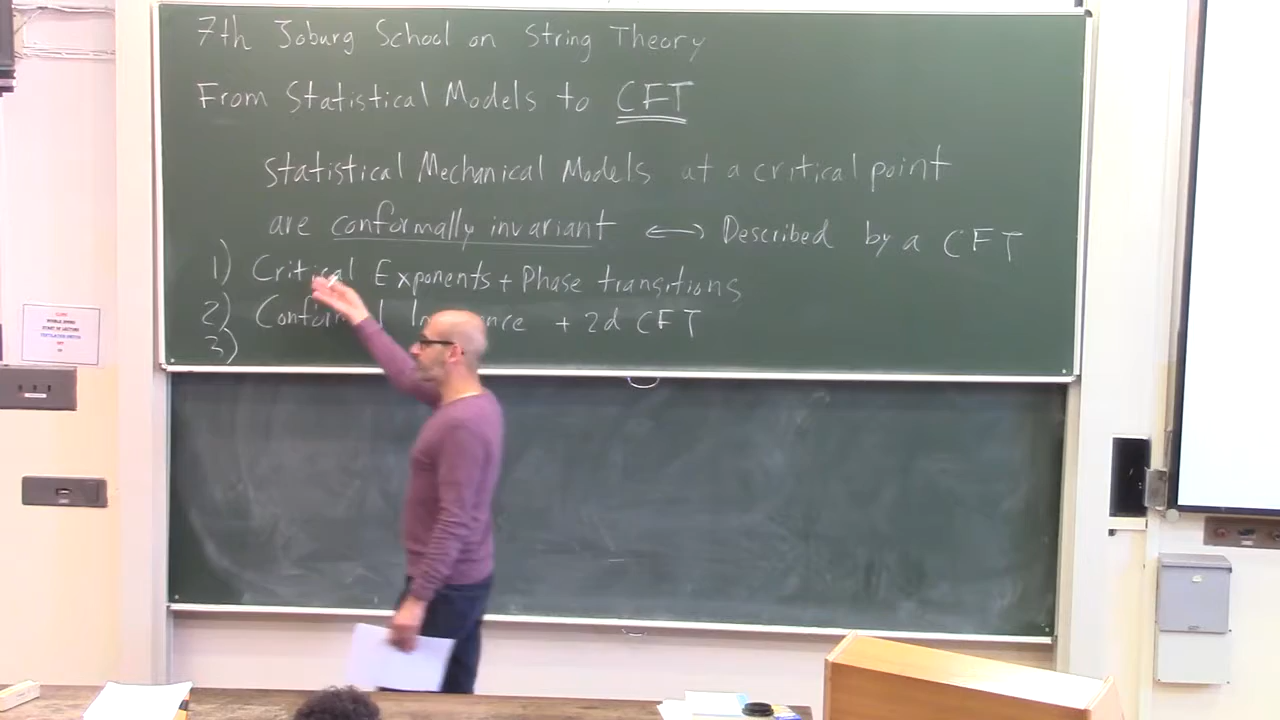 7th Joburg School on String Theory
From Statistical Models to CFT
Statistical Mechanical Models at a critical point
are conformally invariant ⟷ Described by a CFT
1) Critical Exponents + Phase transitions
2) + 2d CFT
3)